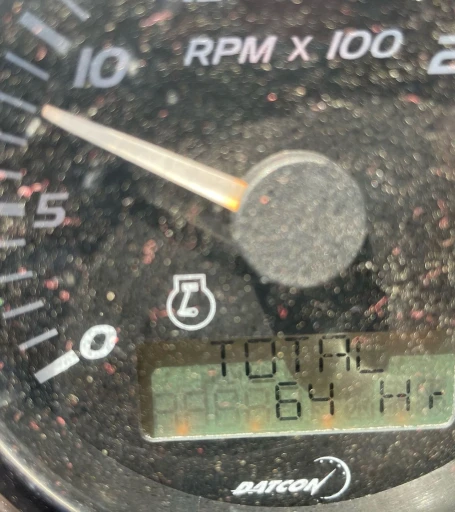 RPM X 100
10
5
0
TOTAL
64 Hr
DATCON